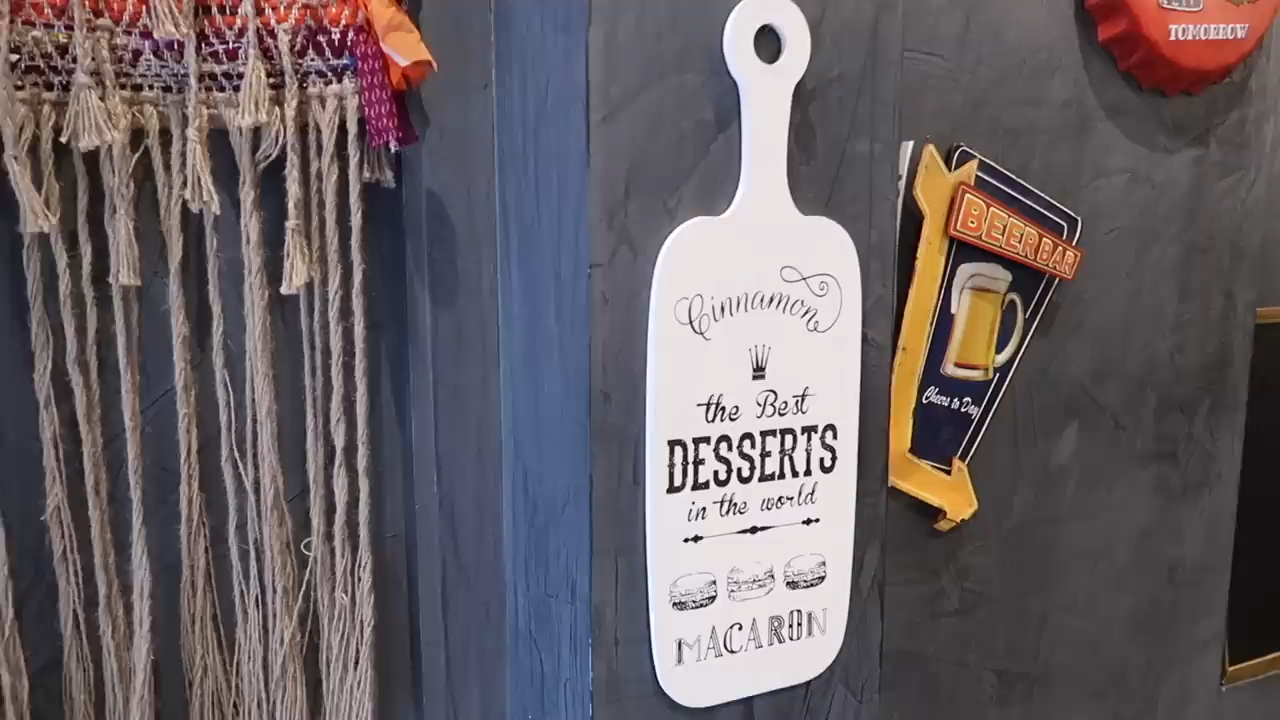 Cinnamon
the Best
DESSERTS
in the world
MACARON
BEER BAR
Cheers to Day
TOMORROW